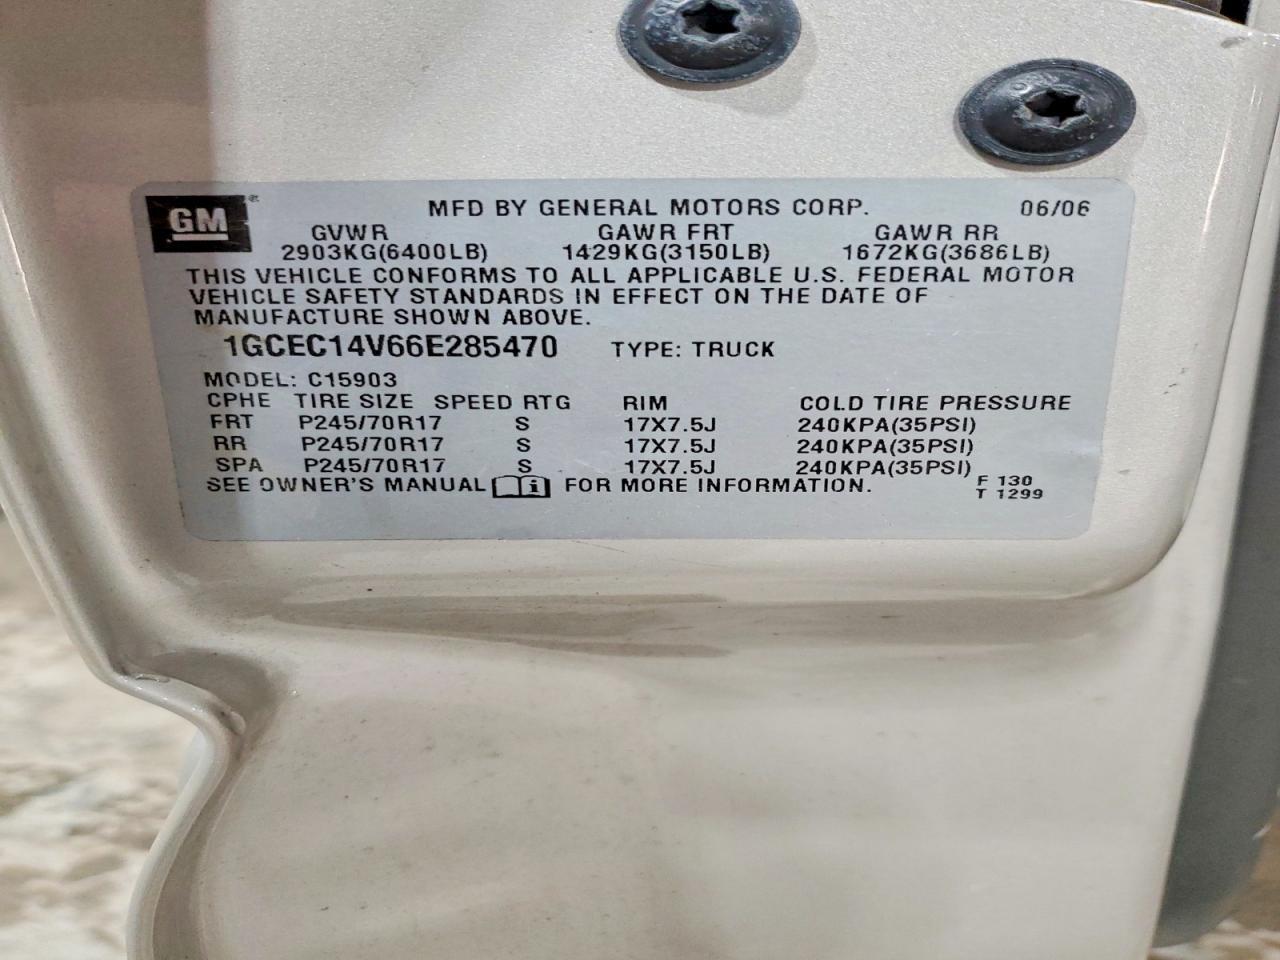 GM® MFD BY GENERAL MOTORS CORP. 06/06
GVWR GAWR FRT GAWR RR
2903KG(6400LB) 1429KG(3150LB) 1672KG(3686LB)
THIS VEHICLE CONFORMS TO ALL APPLICABLE U.S. FEDERAL MOTOR
VEHICLE SAFETY STANDARDS IN EFFECT ON THE DATE OF
MANUFACTURE SHOWN ABOVE.
1GCEC14V66E285470 TYPE: TRUCK
MODEL: C15903
CPHE TIRE SIZE SPEED RTG RIM COLD TIRE PRESSURE
FRT P245/70R17 S 17X7.5J 240KPA(35PSI)
RR P245/70R17 S 17X7.5J 240KPA(35PSI)
SPA P245/70R17 S 17X7.5J 240KPA(35PSI)
SEE OWNER'S MANUAL i FOR MORE INFORMATION. F 130
T 1299